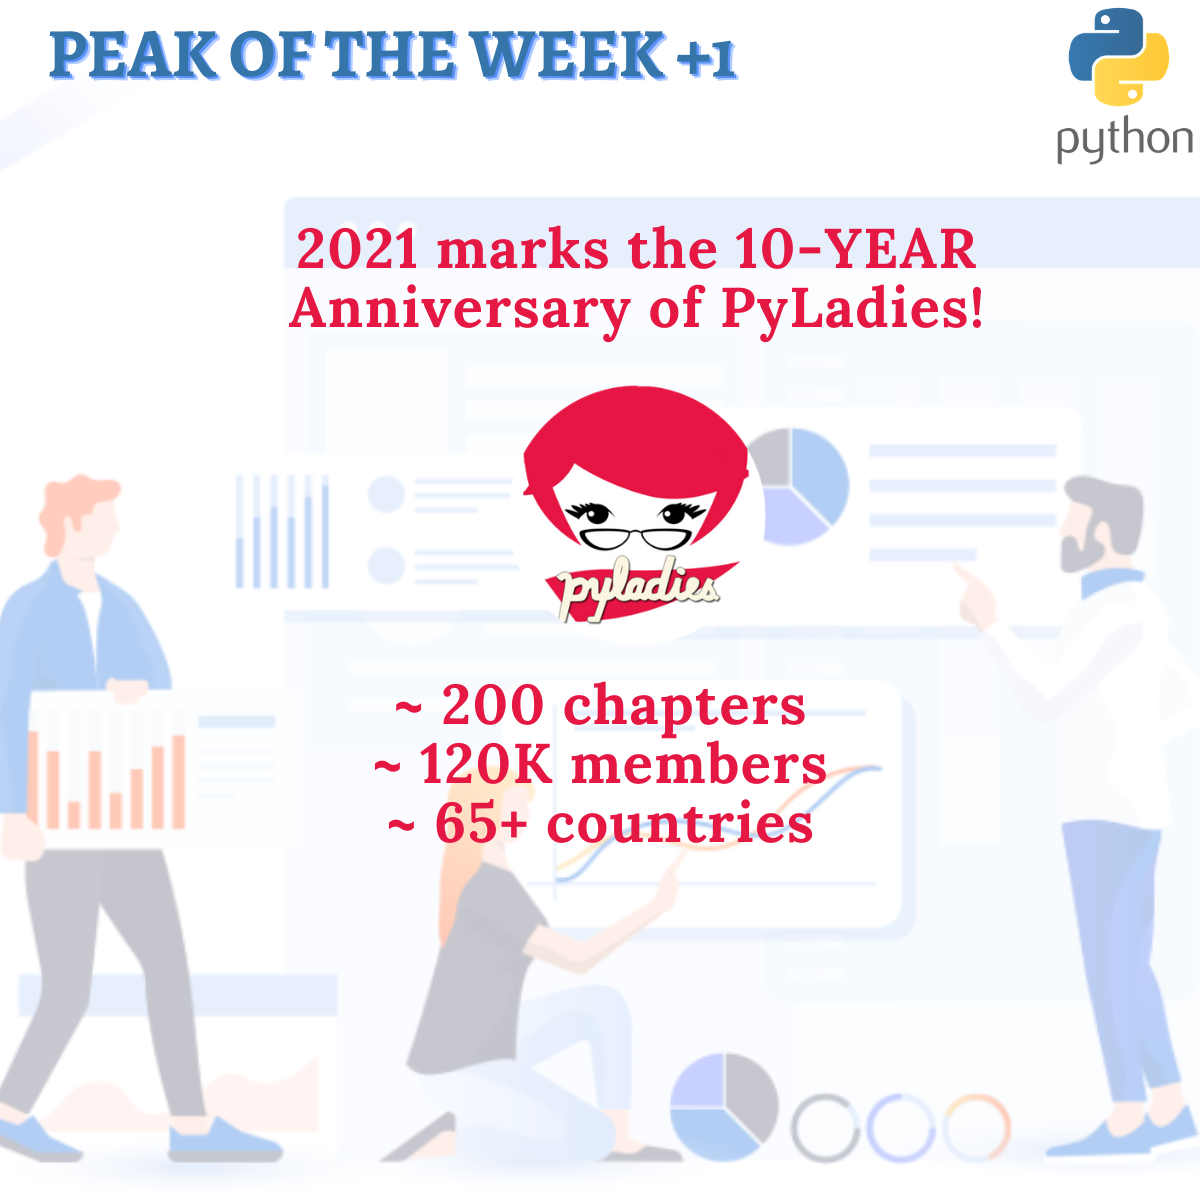 PEAK OF THE WEEK +1
python
2021 marks the 10-YEAR
Anniversary of PyLadies!
pyladies
~ 200 chapters
~ 120K members
~ 65+ countries